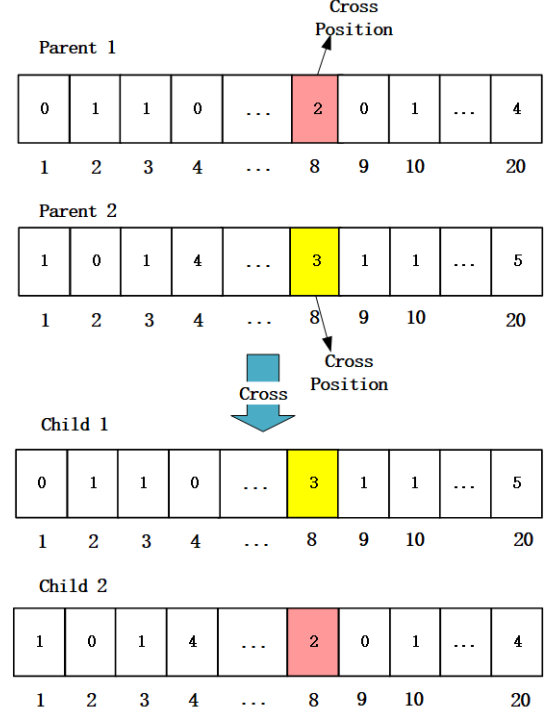 Cross
Position
Parent 1
0 1 1 0 ... 2 0 1 ... 4
1 2 3 4 ... 8 9 10 20
Parent 2
1 0 1 4 ... 3 1 1 ... 5
1 2 3 4 ... 8 9 10 20
Cross
Position
Cross
Child 1
0 1 1 0 ... 3 1 1 ... 5
1 2 3 4 ... 8 9 10 20
Child 2
1 0 1 4 ... 2 0 1 ... 4
1 2 3 4 ... 8 9 10 20